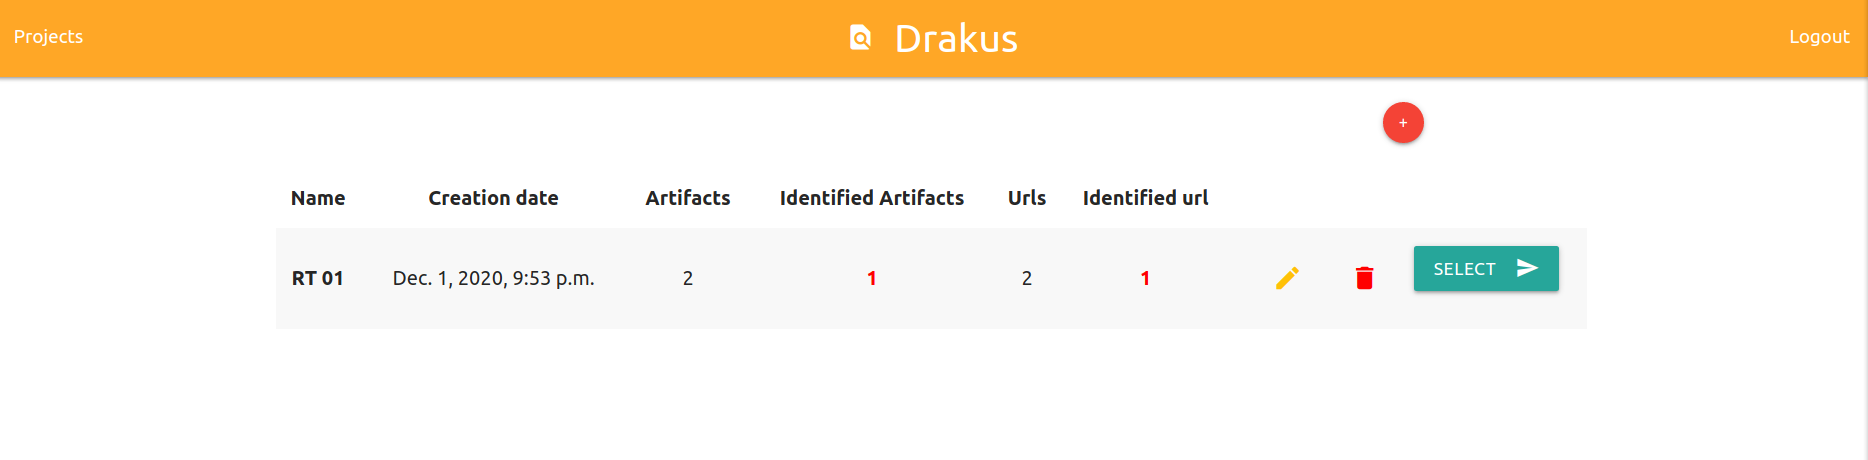 Projects
Drakus
Logout
+
Name Creation date Artifacts Identified Artifacts Urls Identified url
RT 01 Dec. 1, 2020, 9:53 p.m. 2 1 2 1 SELECT